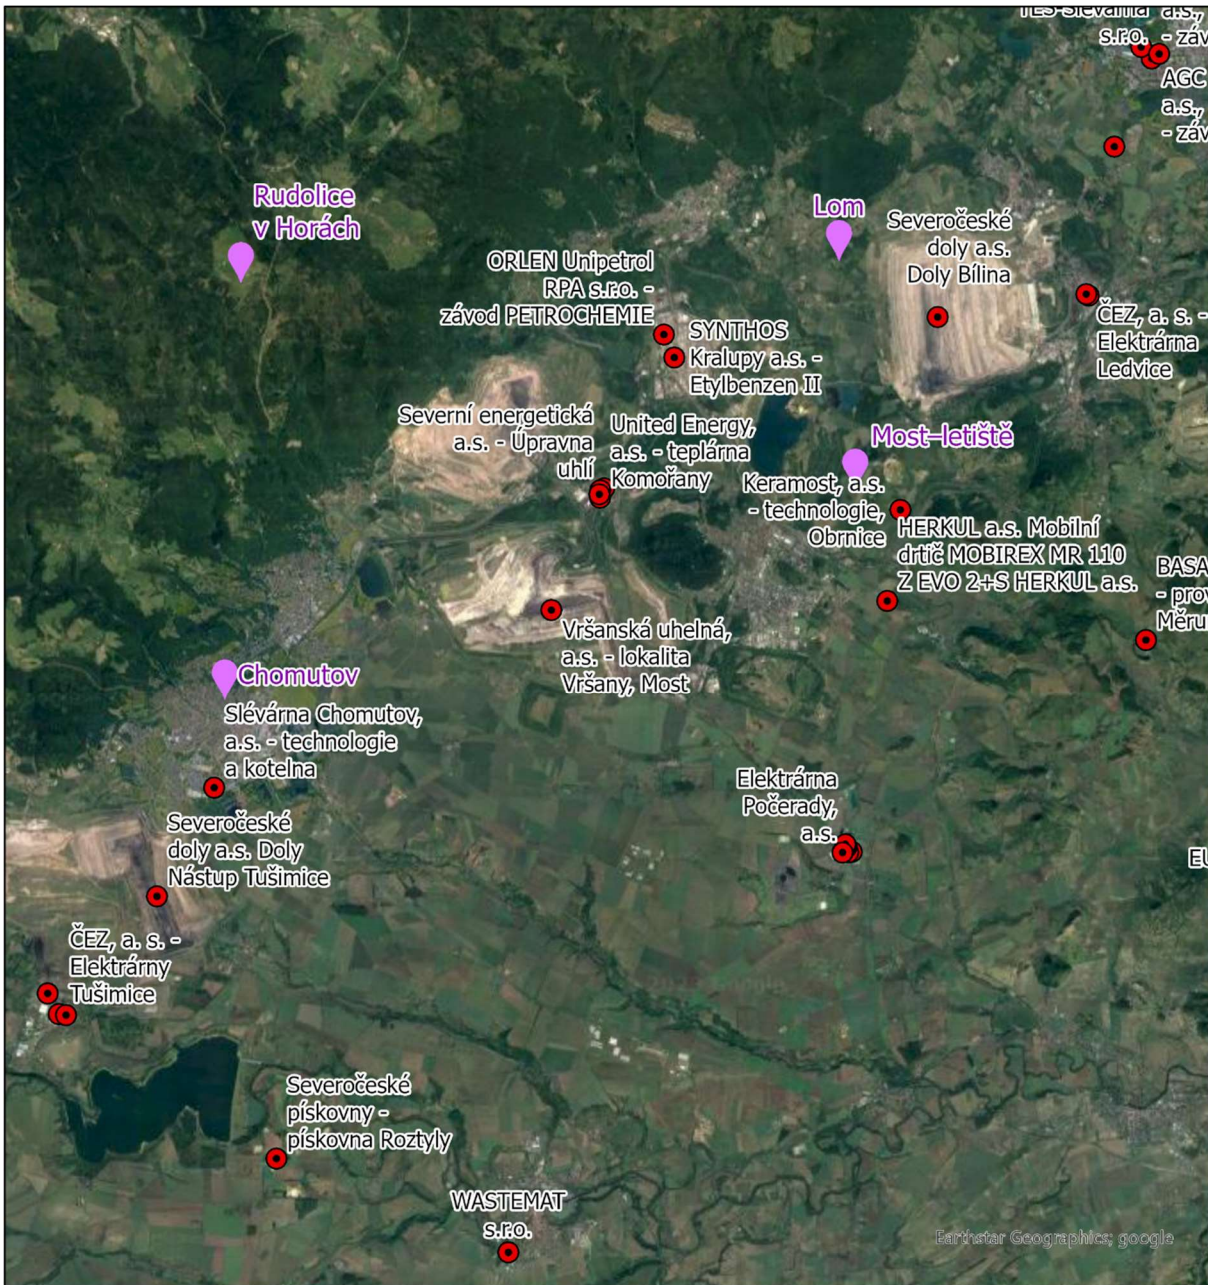 TES-Slévárna
s.r.o.
a.s.,
- záv
AGC
a.s.,
- záv
Rudolice
v Horách
Lom
Severočeské
doly a.s.
Doly Bílina
ORLEN Unipetrol
RPA s.r.o. -
závod PETROCHEMIE
SYNTHOS
Kralupy a.s. -
Etylbenzen II
ČEZ, a. s. -
Elektrárna
Ledvice
Severní energetická
a.s. - Úpravna
uhlí
United Energy,
a.s. - teplárna
Komořany
Most–letiště
Keramost, a.s.
- technologie,
Obrnice
HERKUL a.s. Mobilní
drtič MOBIREX MR 110
Z EVO 2+S HERKUL a.s.
BASA
- prov
Měru
Vršanská uhelná,
a.s. - lokalita
Vršany, Most
Chomutov
Slévárna Chomutov,
a.s. - technologie
a kotelna
Elektrárna
Počerady,
a.s.
Severočeské
doly a.s. Doly
Nástup Tušimice
EU
ČEZ, a. s. -
Elektrárny
Tušimice
Severočeské
pískovny -
pískovna Roztyly
WASTEMAT
s.r.o.
Earthstar Geographics; google